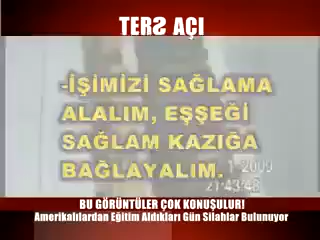 TERS AÇI
-İŞİMİZİ SAĞLAMA
ALALIM, EŞŞEĞİ
SAĞLAM KAZIĞA
BAĞLAYALIM.
1-2009
21:43:48
BU GÖRÜNTÜLER ÇOK KONUŞULUR!
Amerikalılardan Eğitim Aldıkları Gün Silahlar Bulunuyor